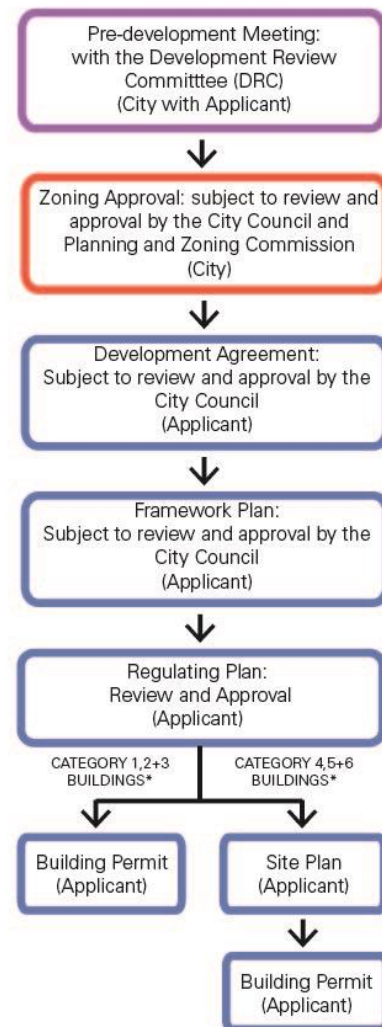 Pre-development Meeting:
with the Development Review
Committtee (DRC)
(City with Applicant)
Zoning Approval: subject to review and
approval by the City Council and
Planning and Zoning Commission
(City)
Development Agreement:
Subject to review and approval by the
City Council
(Applicant)
Framework Plan:
Subject to review and approval by the
City Council
(Applicant)
Regulating Plan:
Review and Approval
(Applicant)
CATEGORY 1,2+3
BUILDINGS*
CATEGORY 4,5+6
BUILDINGS*
Building Permit
(Applicant)
Site Plan
(Applicant)
Building Permit
(Applicant)